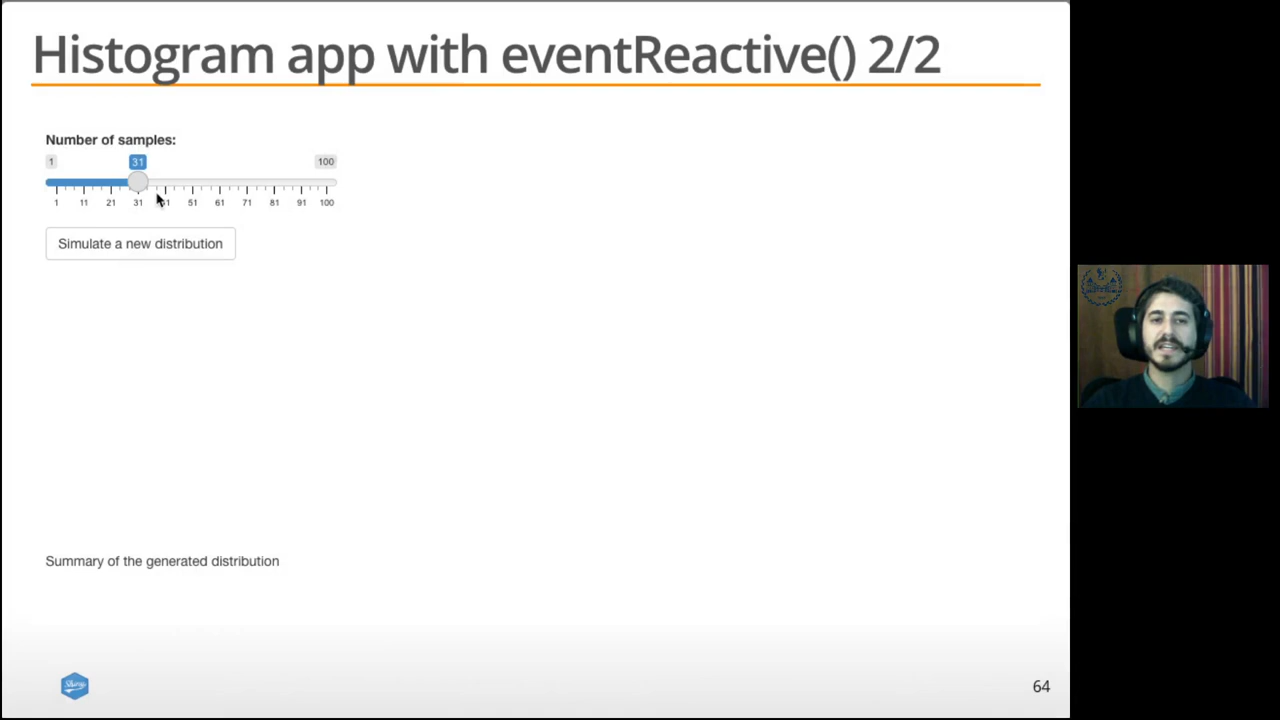 Histogram app with eventReactive() 2/2
Number of samples:
1 31 100
1 11 21 31 51 61 71 81 91 100
Simulate a new distribution
Summary of the generated distribution
Shiny
64